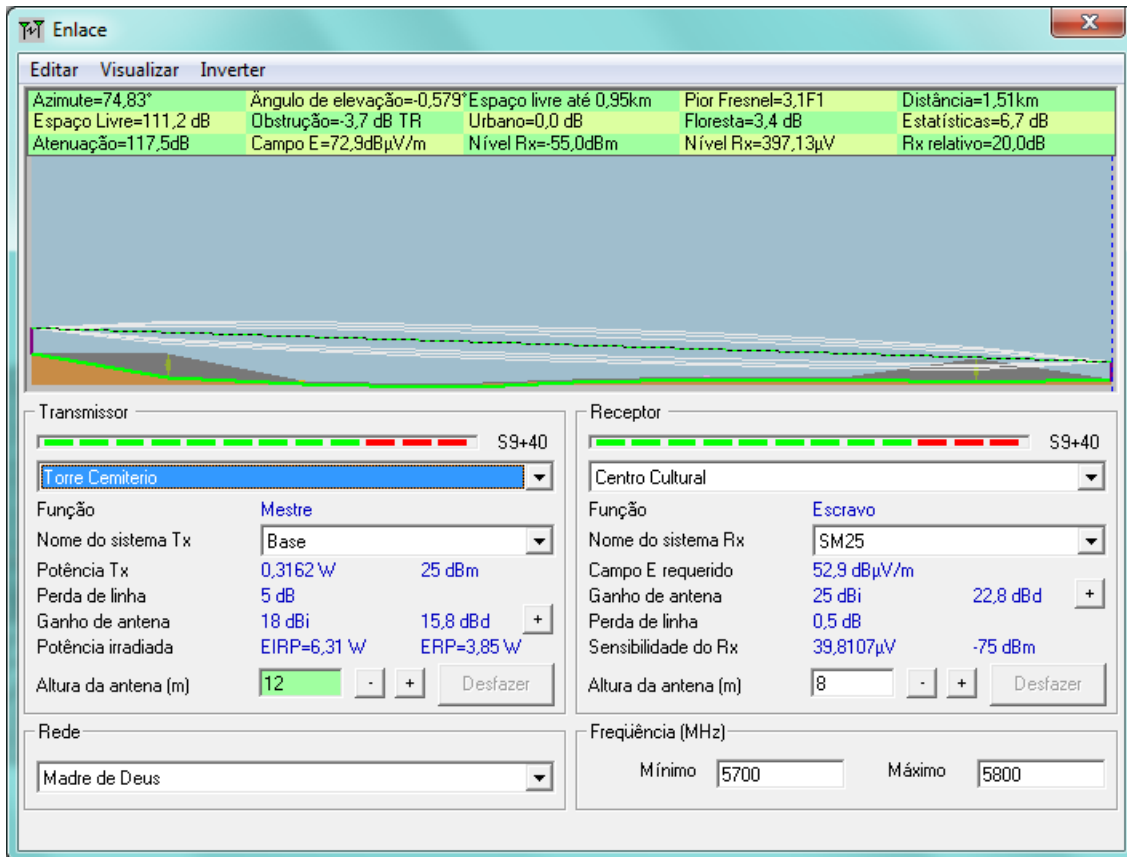 Enlace
X
Editar Visualizar Inverter
Azimute=74,83° Ângulo de elevação=-0,579° Espaço livre até 0,95km Pior Fresnel=3,1F1 Distância=1,51km
Espaço Livre=111,2 dB Obstrução=-3,7 dB TR Urbano=0,0 dB Floresta=3,4 dB Estatísticas=6,7 dB
Atenuação=117,5dB Campo E=72,9dBµV/m Nível Rx=-55,0dBm Nível Rx=397,13µV Rx relativo=20,0dB
Transmissor
S9+40
Torre Cemiterio
Função Mestre
Nome do sistema Tx Base
Potência Tx 0,3162 W 25 dBm
Perda de linha 5 dB
Ganho de antena 18 dBi 15,8 dBd +
Potência irradiada EIRP=6,31 W ERP=3,85 W
Altura da antena (m) 12 - + Desfazer
Receptor
S9+40
Centro Cultural
Função Escravo
Nome do sistema Rx SM25
Campo E requerido 52,9 dBµV/m
Ganho de antena 25 dBi 22,8 dBd +
Perda de linha 0,5 dB
Sensibilidade do Rx 39,8107µV -75 dBm
Altura da antena (m) 8 - + Desfazer
Rede
Madre de Deus
Freqüência (MHz)
Mínimo 5700 Máximo 5800